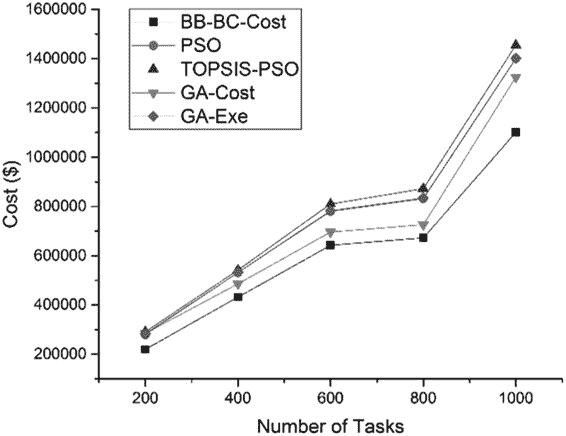 1600000
1400000
1200000
1000000
800000
600000
400000
200000
Cost ($)
BB-BC-Cost
PSO
TOPSIS-PSO
GA-Cost
GA-Exe
200 400 600 800 1000
Number of Tasks